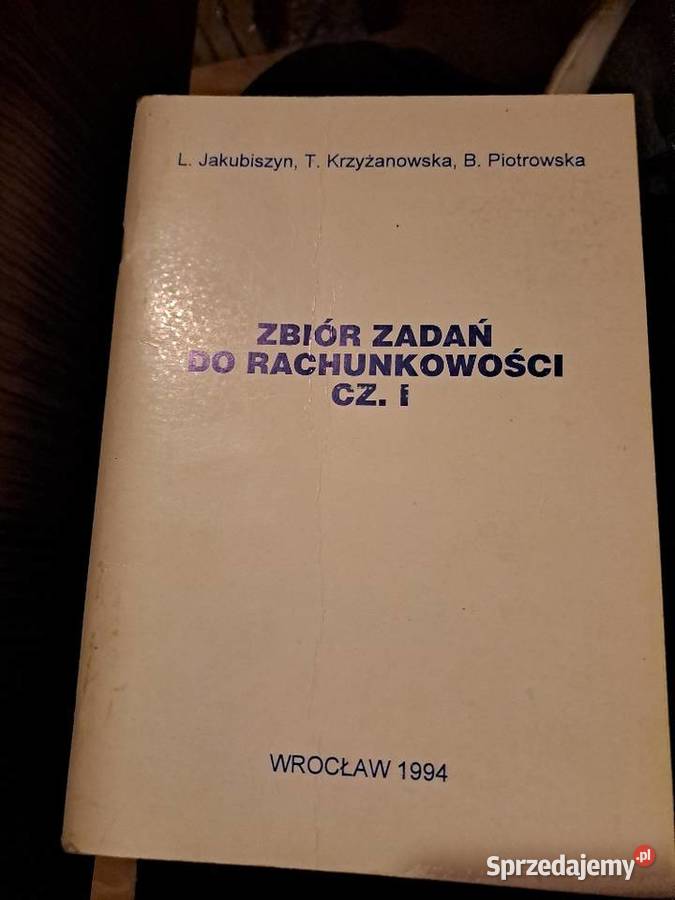 L. Jakubiszyn, T. Krzyżanowska, B. Piotrowska
ZBIÓR ZADAŃ
DO RACHUNKOWOŚCI
CZ. I
WROCŁAW 1994
Sprzedajemy.pl